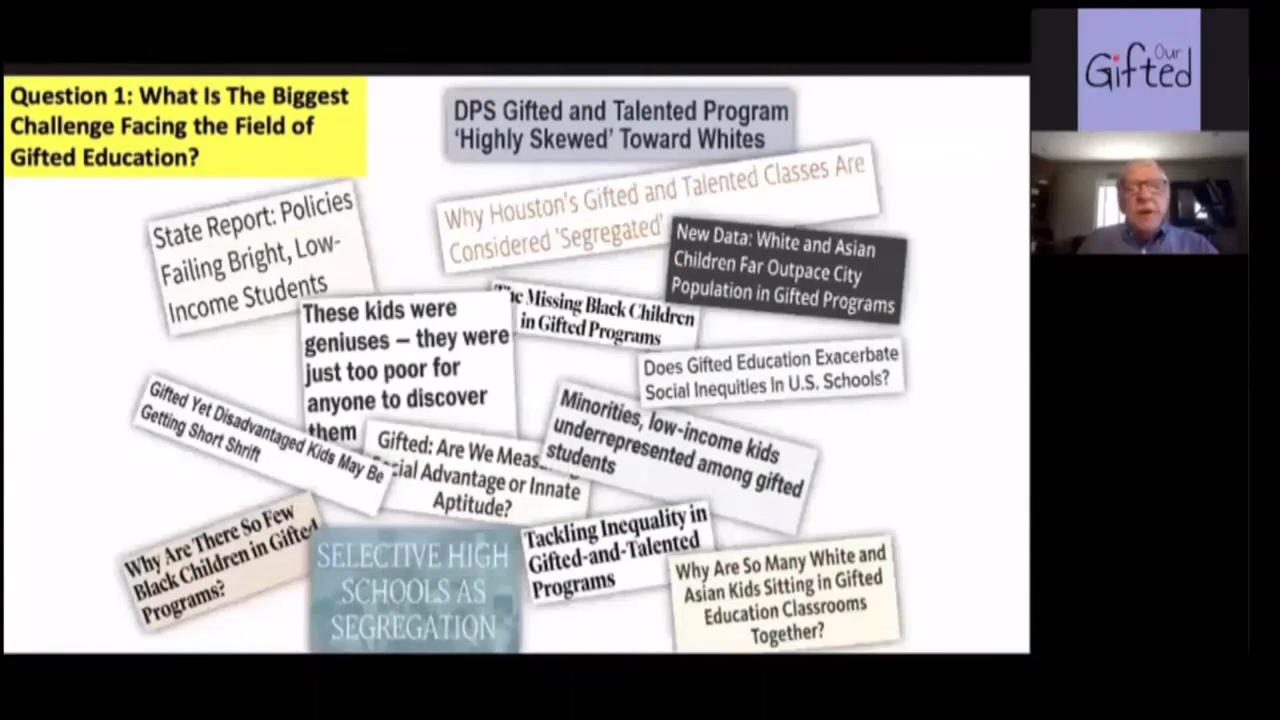 Question 1: What Is The Biggest
Challenge Facing the Field of
Gifted Education?
DPS Gifted and Talented Program
'Highly Skewed' Toward Whites
Our
Gifted
State Report: Policies
Failing Bright, Low-
Income Students
Why Houston's Gifted and Talented Classes Are
Considered 'Segregated'
New Data: White and Asian
Children Far Outpace City
Population in Gifted Programs
Missing Black Children
in Gifted Programs
These kids were
geniuses – they were
just too poor for
anyone to discover
them
Does Gifted Education Exacerbate
Social Inequities In U.S. Schools?
Gifted Yet Disadvantaged Kids May Be
Getting Short Shrift
Gifted: Are We
Advantage or Innate
Aptitude?
Minorities, low-income kids
underrepresented among gifted
students
Why Are There So Few
Black Children in Gifted
Programs?
SELECTIVE HIGH
SCHOOLS AS
SEGREGATION
Tackling Inequality in
Gifted-and-Talented
Programs
Why Are So Many White and
Asian Kids Sitting in Gifted
Education Classrooms
Together?